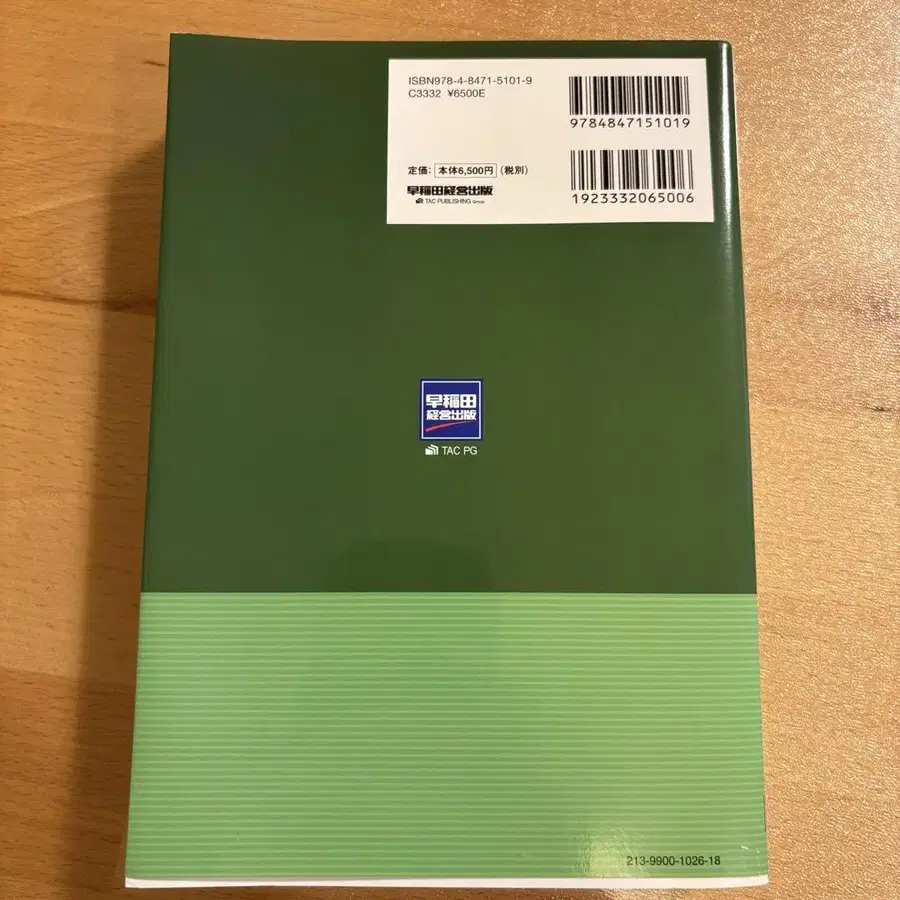 ISBN978-4-8471-5101-9
C3332 ¥6500E
9784847151019
定価: 本体6,500円 (税別)
早稲田経営出版
TAC PUBLISHING Group
1923332065006
早稲田
経営出版
TAC PG
213-9900-1026-18